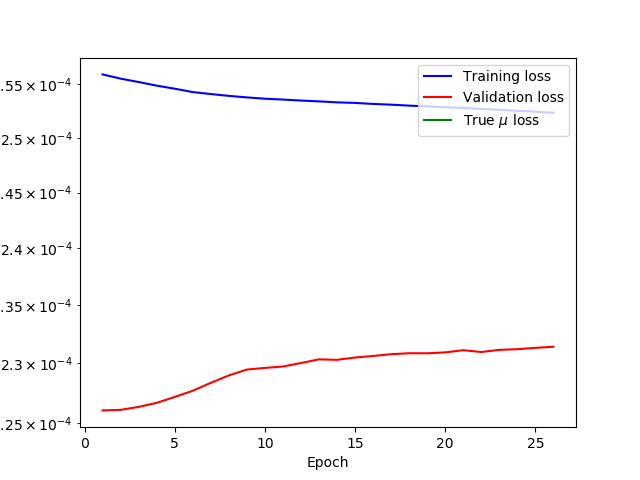 Training loss
Validation loss
True μ loss
.55 × 10⁻⁴
2.5 × 10⁻⁴
.45 × 10⁻⁴
2.4 × 10⁻⁴
.35 × 10⁻⁴
2.3 × 10⁻⁴
.25 × 10⁻⁴
0 5 10 15 20 25
Epoch